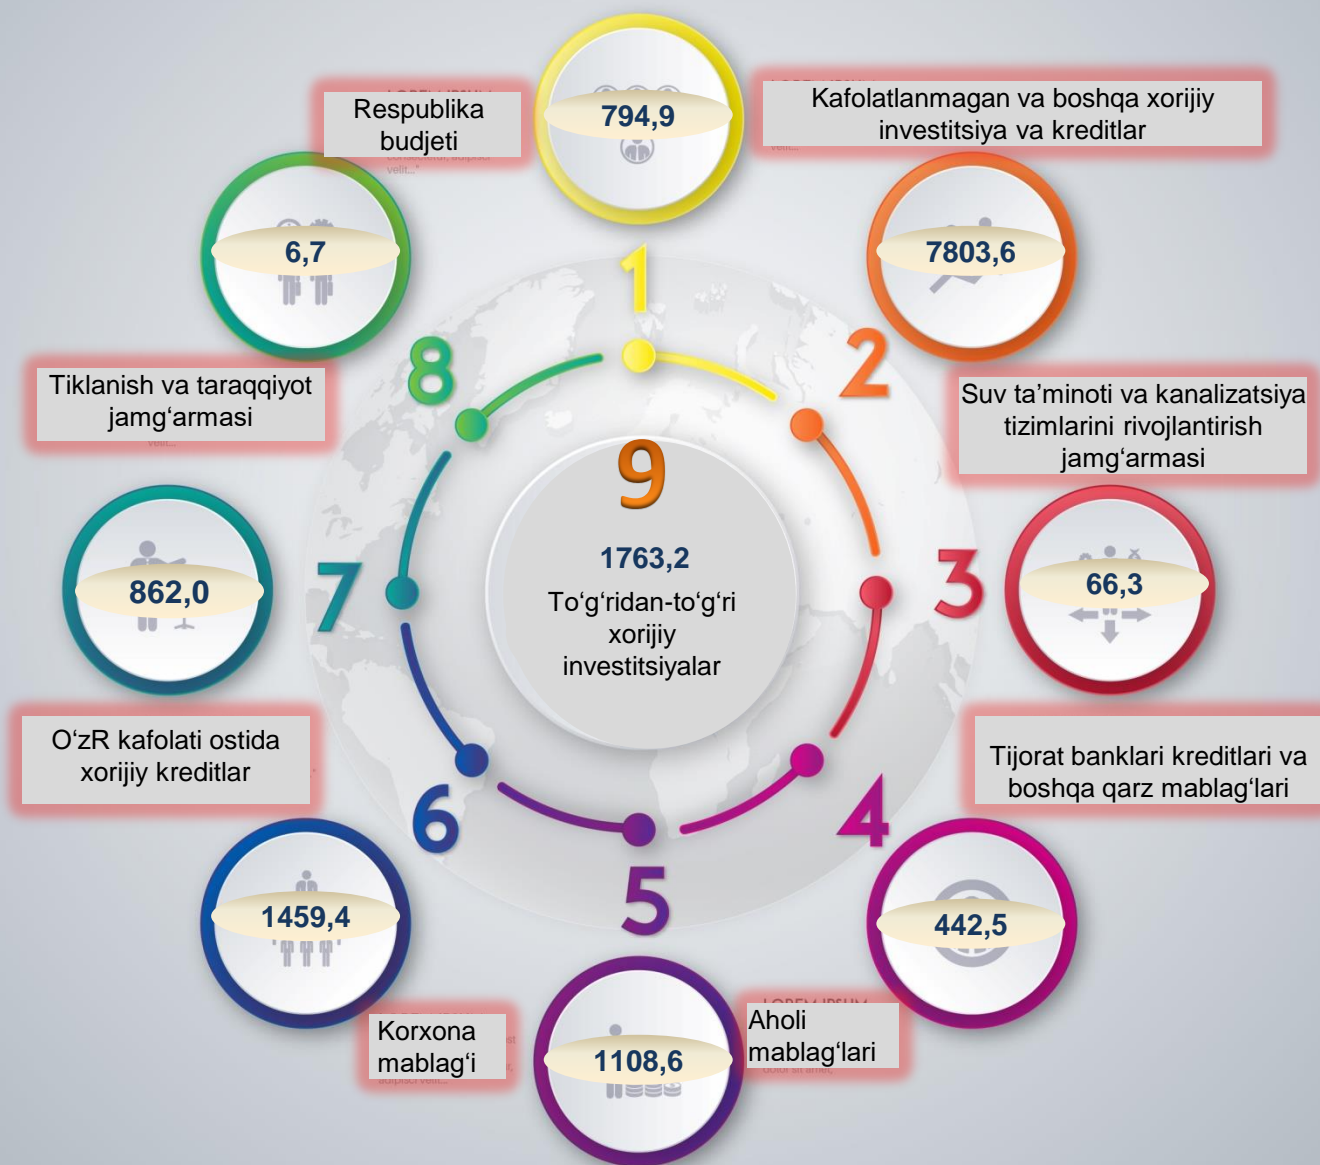 Respublika
budjeti
794,9
Kafolatlanmagan va boshqa xorijiy
investitsiya va kreditlar
velit..."
6,7
1
7803,6
8
2
Tiklanish va taraqqiyot
jamg‘armasi
Suv ta’minoti va kanalizatsiya
tizimlarini rivojlantirish
jamg‘armasi
9
1763,2
To‘g‘ridan-to‘g‘ri
xorijiy
investitsiyalar
862,0
7
3
66,3
O‘zR kafolati ostida
xorijiy kreditlar
Tijorat banklari kreditlari va
boshqa qarz mablag‘lari
6
4
1459,4
5
442,5
Korxona
mablag‘i
1108,6
Aholi
mablag‘lari